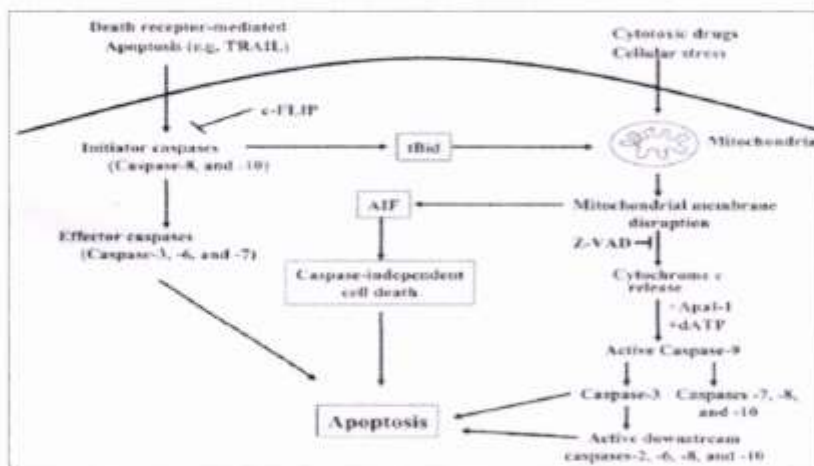 Death receptor-mediated
Apoptosis (e.g. TRAIL)
Cytotoxic drugs
Cellular stress
c-FLIP
Initiator caspases
(Caspase-8, and -10)
tBid
Mitochondria
AIF
Mitochondrial membrane
disruption
Effector caspases
(Caspase-3, -6, and -7)
Z-VAD
Caspase-independent
cell death
Cytochrome c
release
+Apaf-1
+dATP
Active Caspase-9
Caspase-3
Caspases -7, -8,
and -10
Apoptosis
Active downstream
caspases-2, -6, -8, and -10